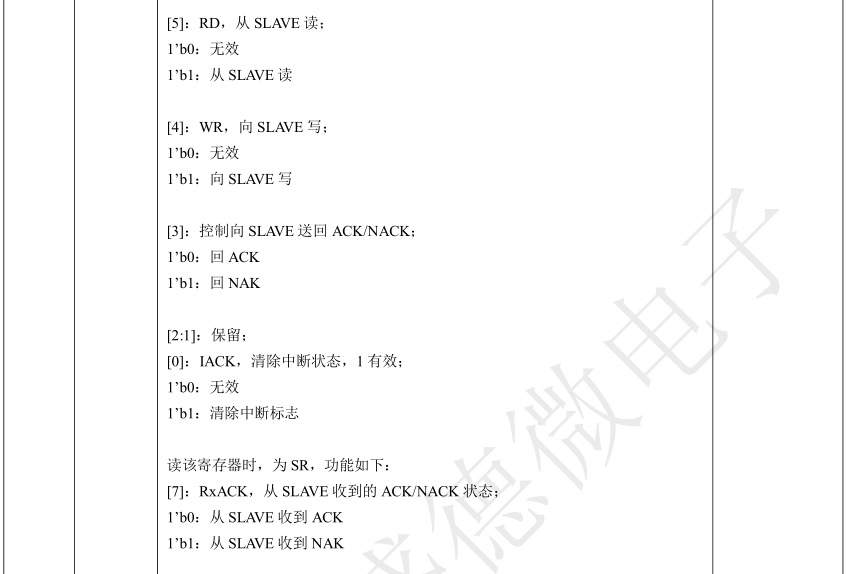 [5]：RD，从 SLAVE 读；
1’b0：无效
1’b1：从 SLAVE 读
[4]：WR，向 SLAVE 写；
1’b0：无效
1’b1：向 SLAVE 写
[3]：控制向 SLAVE 送回 ACK/NACK；
1’b0：回 ACK
1’b1：回 NAK
[2:1]：保留；
[0]：IACK，清除中断状态，1 有效；
1’b0：无效
1’b1：清除中断标志
读该寄存器时，为 SR，功能如下：
[7]：RxACK，从 SLAVE 收到的 ACK/NACK 状态；
1’b0：从 SLAVE 收到 ACK
1’b1：从 SLAVE 收到 NAK
德微电子